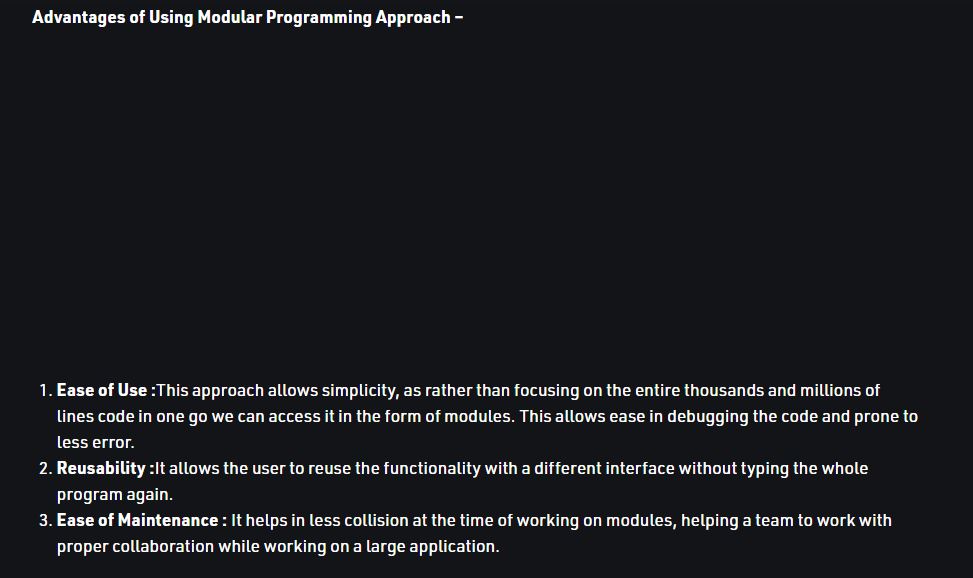 Advantages of Using Modular Programming Approach –
1. Ease of Use :This approach allows simplicity, as rather than focusing on the entire thousands and millions of
lines code in one go we can access it in the form of modules. This allows ease in debugging the code and prone to
less error.
2. Reusability :It allows the user to reuse the functionality with a different interface without typing the whole
program again.
3. Ease of Maintenance : It helps in less collision at the time of working on modules, helping a team to work with
proper collaboration while working on a large application.